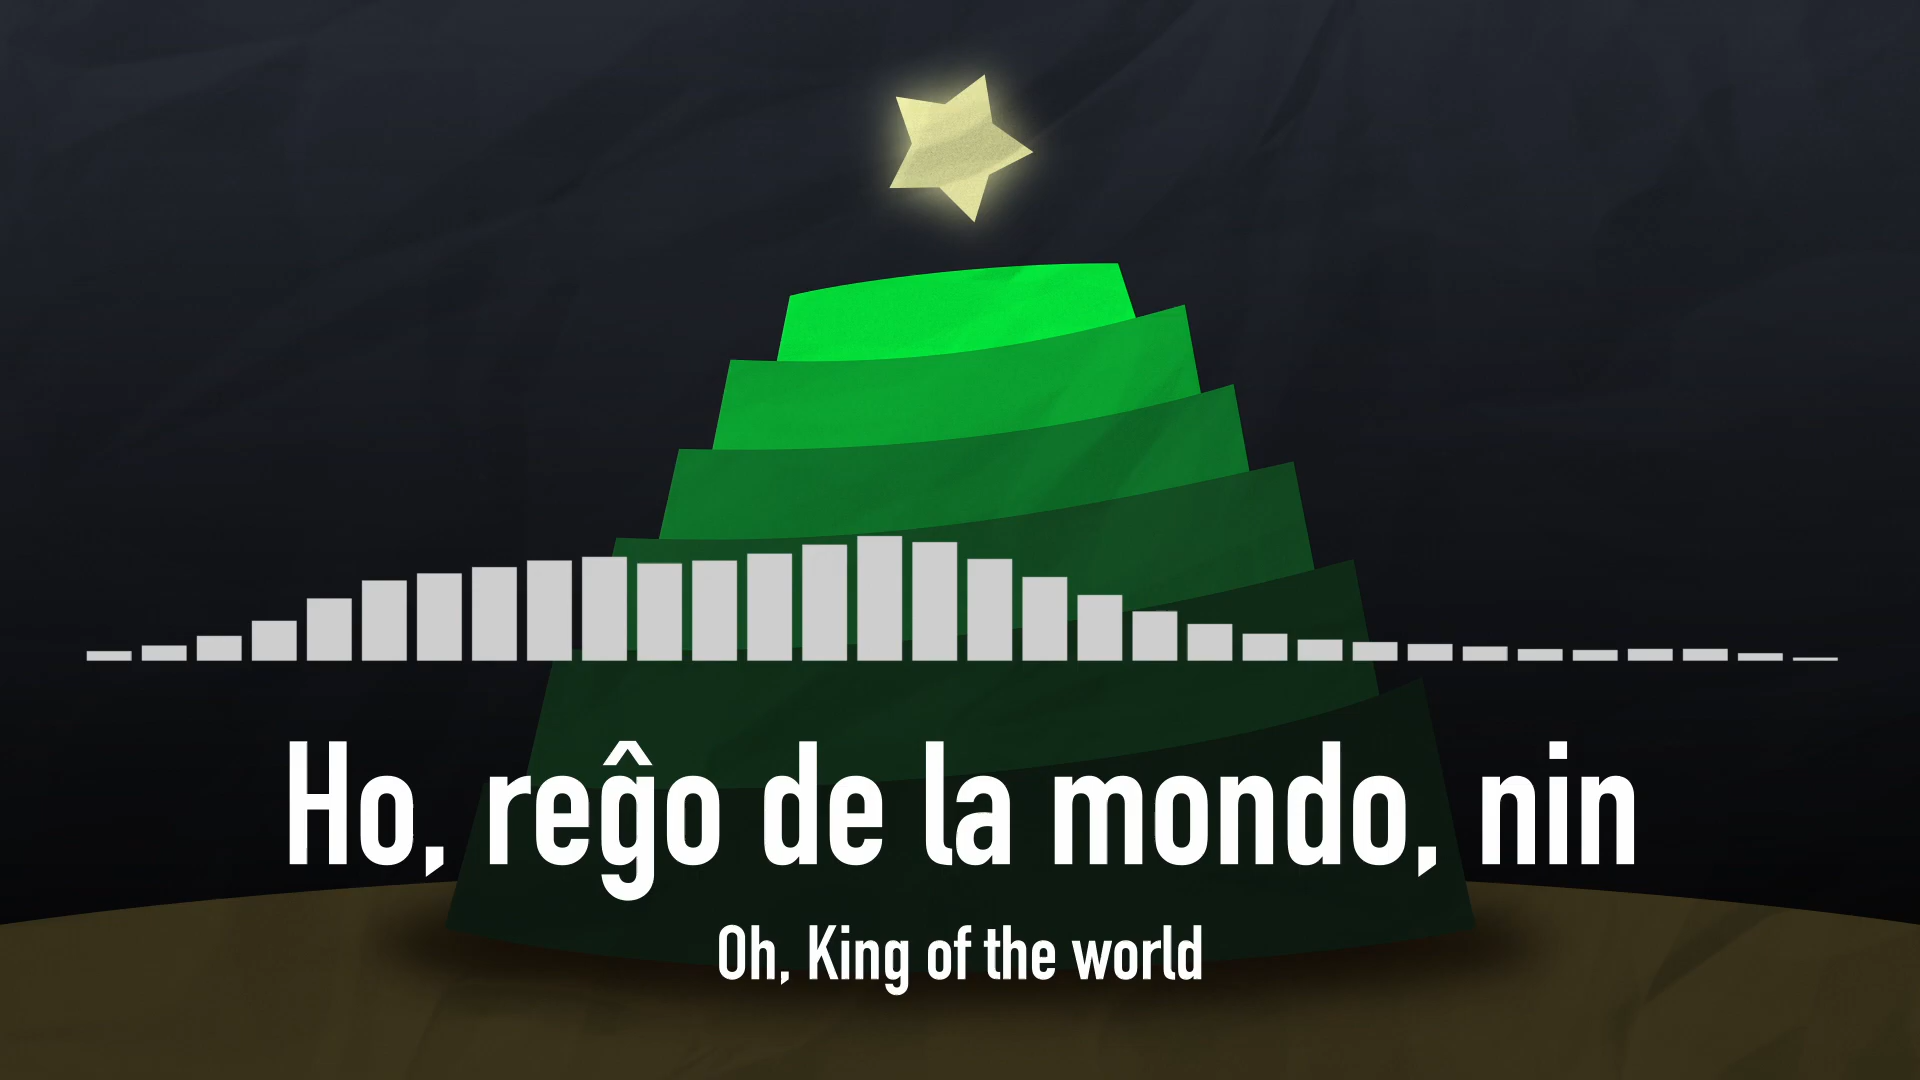 Ho, reĝo de la mondo, nin
Oh, King of the world